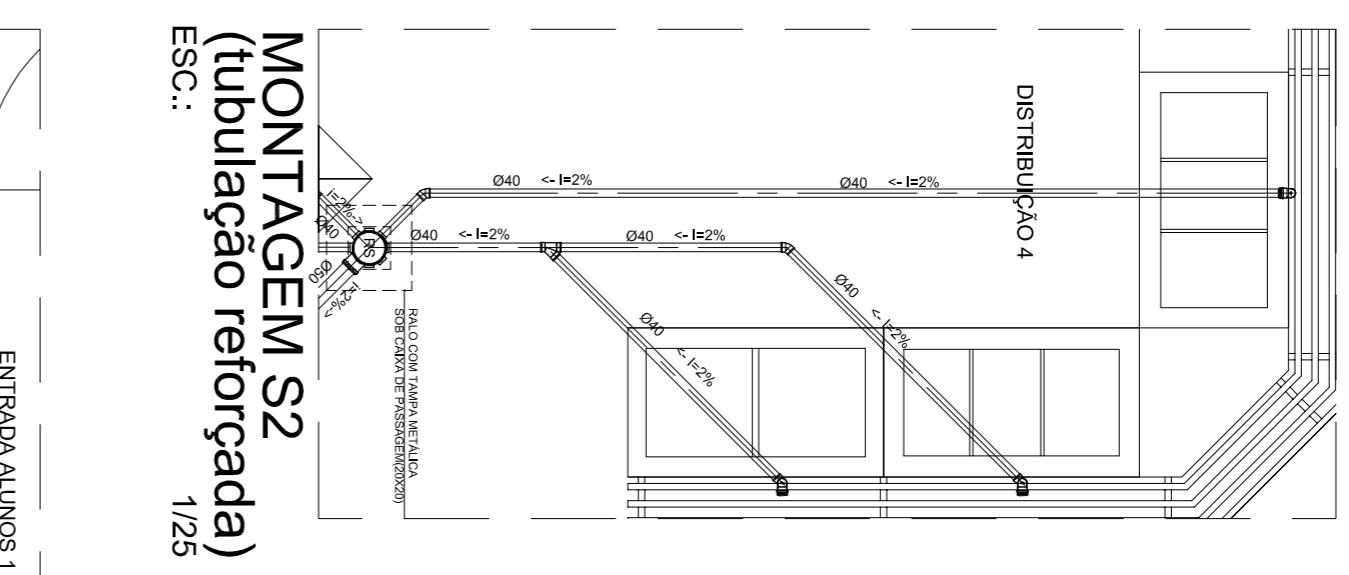 MONTAGEM S2
(tubulação reforçada)
ESC.: 1/25
DISTRIBUIÇÃO 4
Ø40 <- I=2%
Ø40 <- I=2%
Ø40 <- I=2%
Ø40 <- I=2%
Ø40 <- I=2%
Ø40 <- I=2%
i=2%->
Ø40
RS
Ø50
i=2%->
RALO COM TAMPA METÁLICA
SOB CAIXA DE PASSAGEM(20X20)
ENTRADA ALUNOS 1